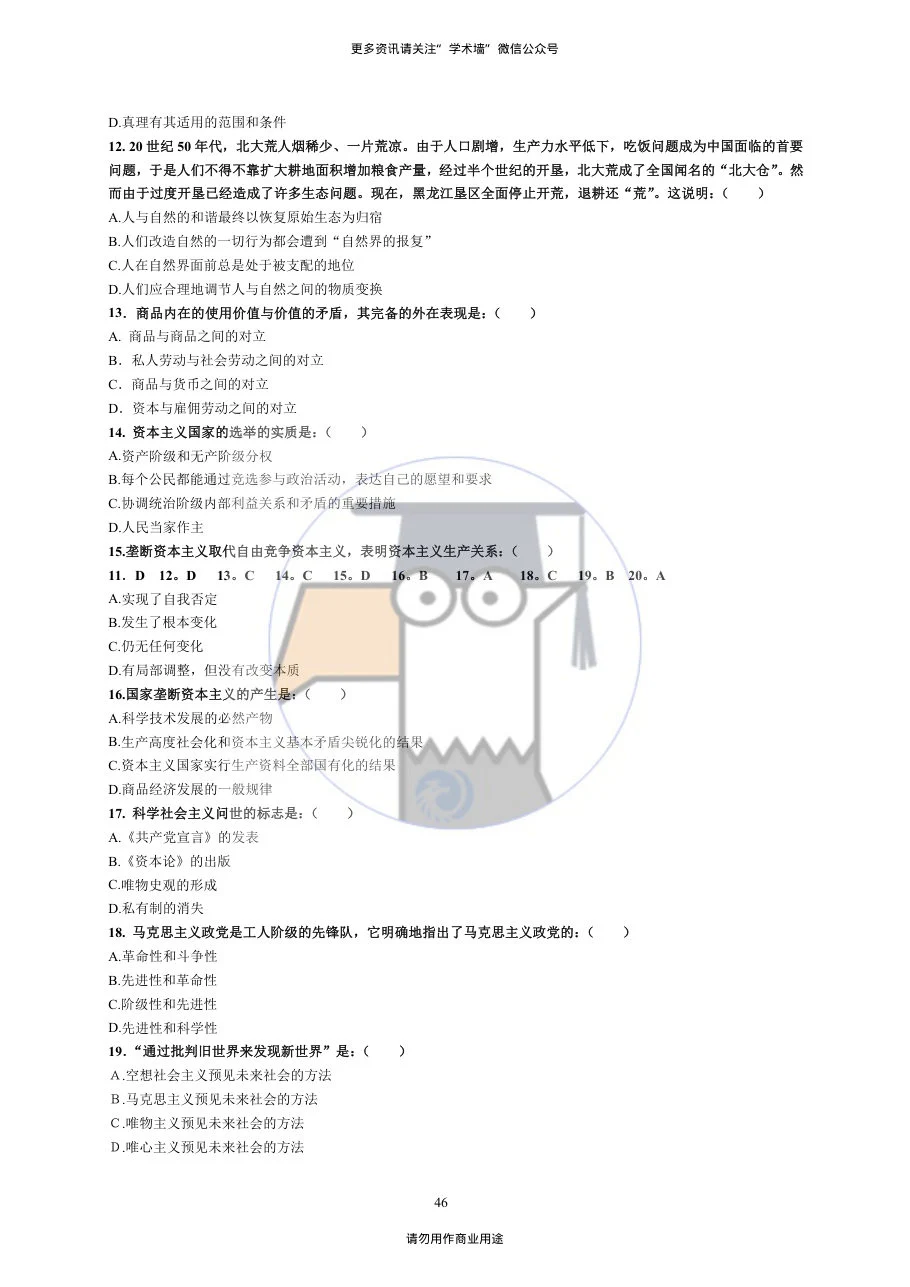 更多资讯请关注“学术墙”微信公众号
D.真理有其适用的范围和条件
12. 20 世纪 50 年代，北大荒人烟稀少、一片荒凉。由于人口剧增，生产力水平低下，吃饭问题成为中国面临的首要
问题，于是人们不得不靠扩大耕地面积增加粮食产量，经过半个世纪的开垦，北大荒成了全国闻名的“北大仓”。然
而由于过度开垦已经造成了许多生态问题。现在，黑龙江垦区全面停止开荒，退耕还“荒”。这说明：（　　）
A.人与自然的和谐最终以恢复原始生态为归宿
B.人们改造自然的一切行为都会遭到“自然界的报复”
C.人在自然界面前总是处于被支配的地位
D.人们应合理地调节人与自然之间的物质变换
13．商品内在的使用价值与价值的矛盾，其完备的外在表现是：（　　）
A. 商品与商品之间的对立
B．私人劳动与社会劳动之间的对立
C．商品与货币之间的对立
D．资本与雇佣劳动之间的对立
14. 资本主义国家的选举的实质是：（　　）
A.资产阶级和无产阶级分权
B.每个公民都能通过竞选参与政治活动，表达自己的愿望和要求
C.协调统治阶级内部利益关系和矛盾的重要措施
D.人民当家作主
15.垄断资本主义取代自由竞争资本主义，表明资本主义生产关系：（　　）
11．D　12。D　13。C　14。C　15。D　16。B　17。A　18。C　19。B　20。A
A.实现了自我否定
B.发生了根本变化
C.仍无任何变化
D.有局部调整，但没有改变本质
16.国家垄断资本主义的产生是:（　　）
A.科学技术发展的必然产物
B.生产高度社会化和资本主义基本矛盾尖锐化的结果
C.资本主义国家实行生产资料全部国有化的结果
D.商品经济发展的一般规律
17. 科学社会主义问世的标志是：（　　）
A.《共产党宣言》的发表
B.《资本论》的出版
C.唯物史观的形成
D.私有制的消失
18. 马克思主义政党是工人阶级的先锋队，它明确地指出了马克思主义政党的：（　　）
A.革命性和斗争性
B.先进性和革命性
C.阶级性和先进性
D.先进性和科学性
19．“通过批判旧世界来发现新世界”是：（　　）
Ａ.空想社会主义预见未来社会的方法
Ｂ.马克思主义预见未来社会的方法
Ｃ.唯物主义预见未来社会的方法
Ｄ.唯心主义预见未来社会的方法
46
请勿用作商业用途